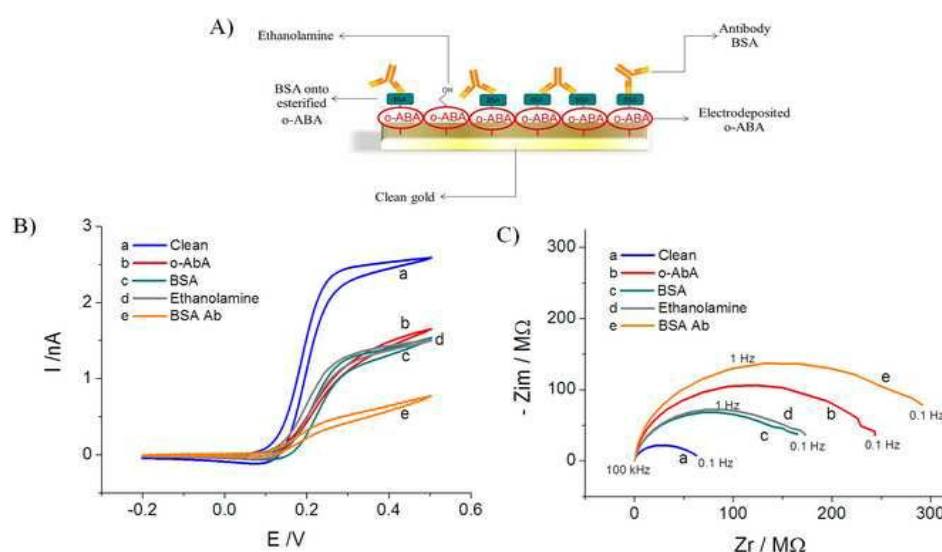 A)
Ethanolamine
Antibody
BSA
OH
BSA onto
esterified
o-ABA
BSA
BSA
BSA
BSA
BSA
o-ABA
o-ABA
o-ABA
o-ABA
o-ABA
o-ABA
Electrodeposited
o-ABA
Clean gold
B)
3
2
1
0
I /nA
a Clean
b o-AbA
c BSA
d Ethanolamine
e BSA Ab
a
b
d
c
e
-0.2
0.0
0.2
0.4
0.6
E /V
C)
300
200
100
0
- Zim / MΩ
a Clean
b o-AbA
c BSA
d Ethanolamine
e BSA Ab
1 Hz
e
0.1 Hz
1 Hz
d
b
c
0.1 Hz
0.1 Hz
100 kHz
a
0.1 Hz
0
100
200
300
Zr / MΩ